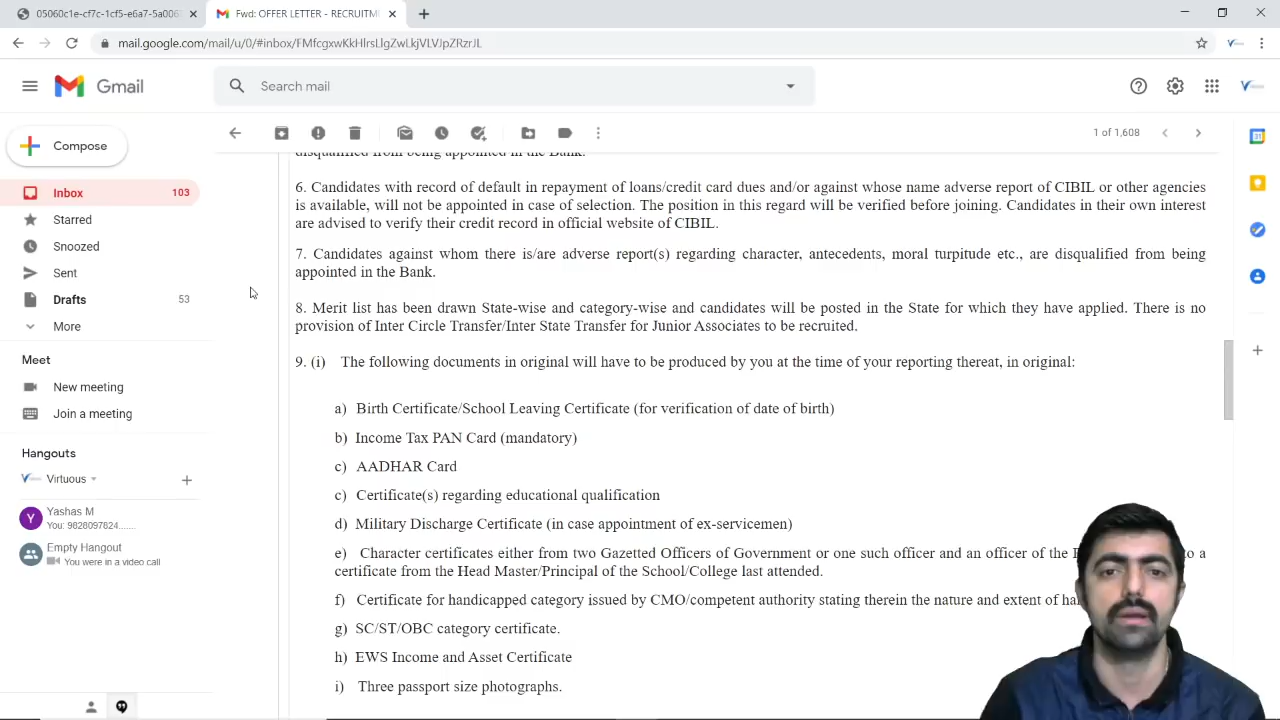 05060c1e-cf7c-1cf5-e6a7-5a006
Fwd: OFFER LETTER - RECRUITM
mail.google.com/mail/u/0/#inbox/FMfcgxwKkHlrsLlgZwLkjVLVJpZRzrJL
Gmail
Search mail
Compose
1 of 1,608
Inbox 103
Starred
Snoozed
Sent
Drafts 53
More
Meet
New meeting
Join a meeting
Hangouts
Virtuous
Yashas M
You: 9828097824.......
Empty Hangout
You were in a video call
disqualified from being appointed in the Bank.
6. Candidates with record of default in repayment of loans/credit card dues and/or against whose name adverse report of CIBIL or other agencies
is available, will not be appointed in case of selection. The position in this regard will be verified before joining. Candidates in their own interest
are advised to verify their credit record in official website of CIBIL.
7. Candidates against whom there is/are adverse report(s) regarding character, antecedents, moral turpitude etc., are disqualified from being
appointed in the Bank.
8. Merit list has been drawn State-wise and category-wise and candidates will be posted in the State for which they have applied. There is no
provision of Inter Circle Transfer/Inter State Transfer for Junior Associates to be recruited.
9. (i) The following documents in original will have to be produced by you at the time of your reporting thereat, in original:
a) Birth Certificate/School Leaving Certificate (for verification of date of birth)
b) Income Tax PAN Card (mandatory)
c) AADHAR Card
c) Certificate(s) regarding educational qualification
d) Military Discharge Certificate (in case appointment of ex-servicemen)
e) Character certificates either from two Gazetted Officers of Government or one such officer and an officer of the to a
certificate from the Head Master/Principal of the School/College last attended.
f) Certificate for handicapped category issued by CMO/competent authority stating therein the nature and extent of
g) SC/ST/OBC category certificate.
h) EWS Income and Asset Certificate
i) Three passport size photographs.